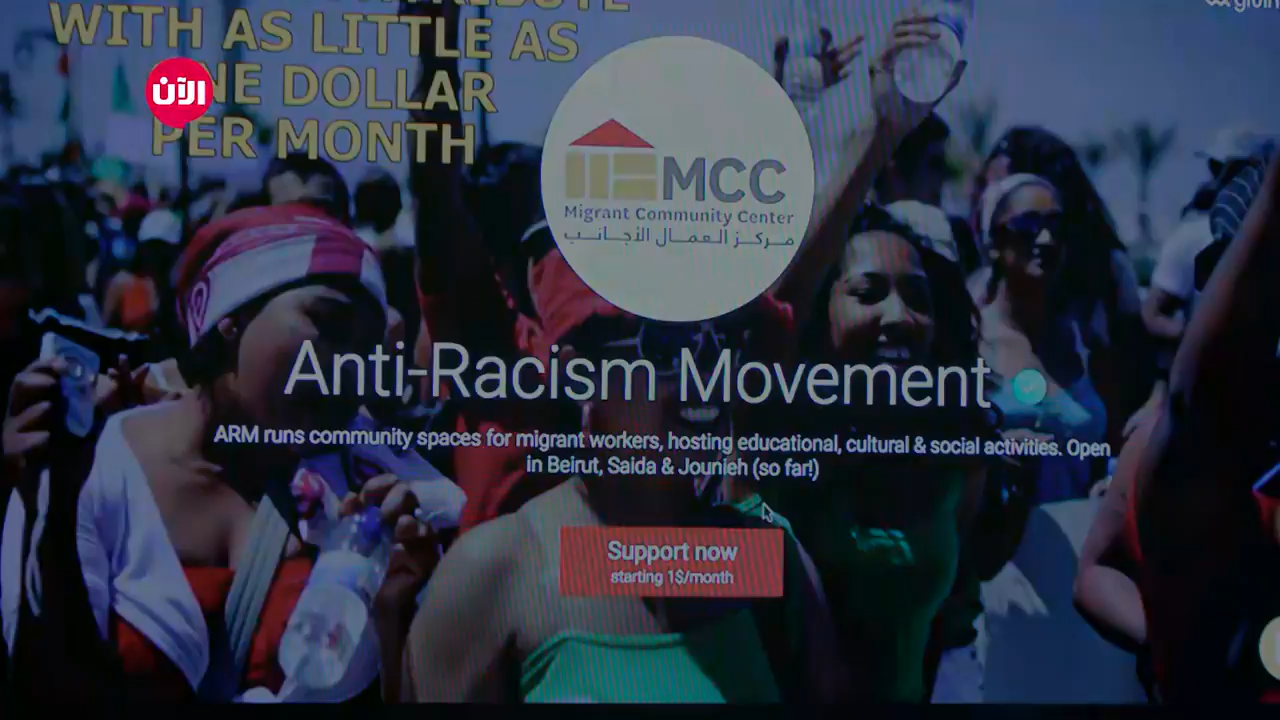 WITH AS LITTLE AS
NE DOLLAR
PER MONTH
الآن
MCC
Migrant Community Center
مركز العمال الأجانب
Anti-Racism Movement
ARM runs community spaces for migrant workers, hosting educational, cultural & social activities. Open
in Beirut, Saida & Jounieh (so far!)
Support now
starting 1$/month